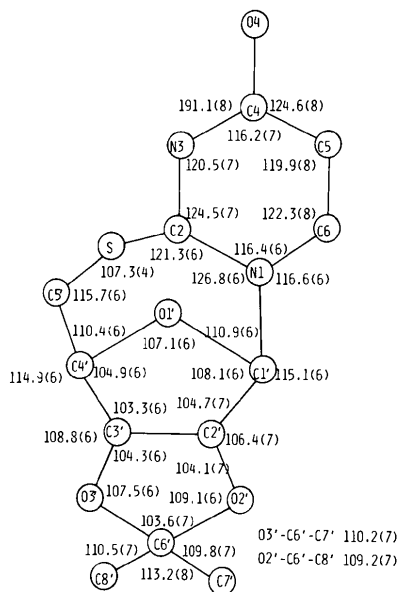 O4
191.1(8) C4 124.6(8)
116.2(7)
N3 C5
120.5(7) 119.9(8)
124.5(7) 122.3(8)
C2 C6
S 121.3(6) 116.4(6)
107.3(4) 126.8(6) N1 116.6(6)
C5' 115.7(6)
O1'
110.4(6) 110.9(6)
107.1(6)
C4' C1'
114.9(6) 104.9(6) 108.1(6) 115.1(6)
103.3(6) 104.7(7)
C3' C2'
108.8(6) 106.4(7)
104.3(6) 104.1(7)
O3' 107.5(6) 109.1(6) O2'
103.6(7)
O3'-C6'-C7' 110.2(7)
C6'
110.5(7) 109.8(7) O2'-C6'-C8' 109.2(7)
113.2(8)
C8' C7'